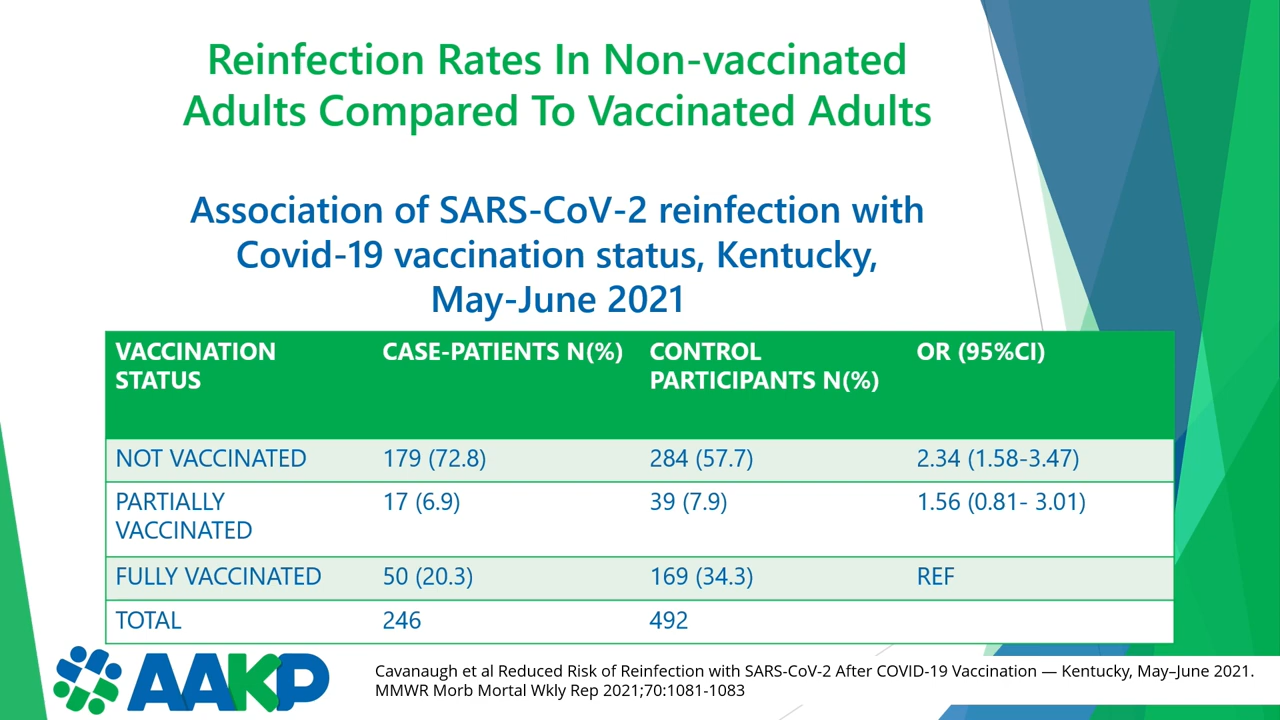 Reinfection Rates In Non-vaccinated
Adults Compared To Vaccinated Adults
Association of SARS-CoV-2 reinfection with
Covid-19 vaccination status, Kentucky,
May-June 2021
VACCINATION STATUS CASE-PATIENTS N(%) CONTROL PARTICIPANTS N(%) OR (95%CI)
NOT VACCINATED 179 (72.8) 284 (57.7) 2.34 (1.58-3.47)
PARTIALLY VACCINATED 17 (6.9) 39 (7.9) 1.56 (0.81- 3.01)
FULLY VACCINATED 50 (20.3) 169 (34.3) REF
TOTAL 246 492
AAKP
Cavanaugh et al Reduced Risk of Reinfection with SARS-CoV-2 After COVID-19 Vaccination — Kentucky, May–June 2021.
MMWR Morb Mortal Wkly Rep 2021;70:1081-1083